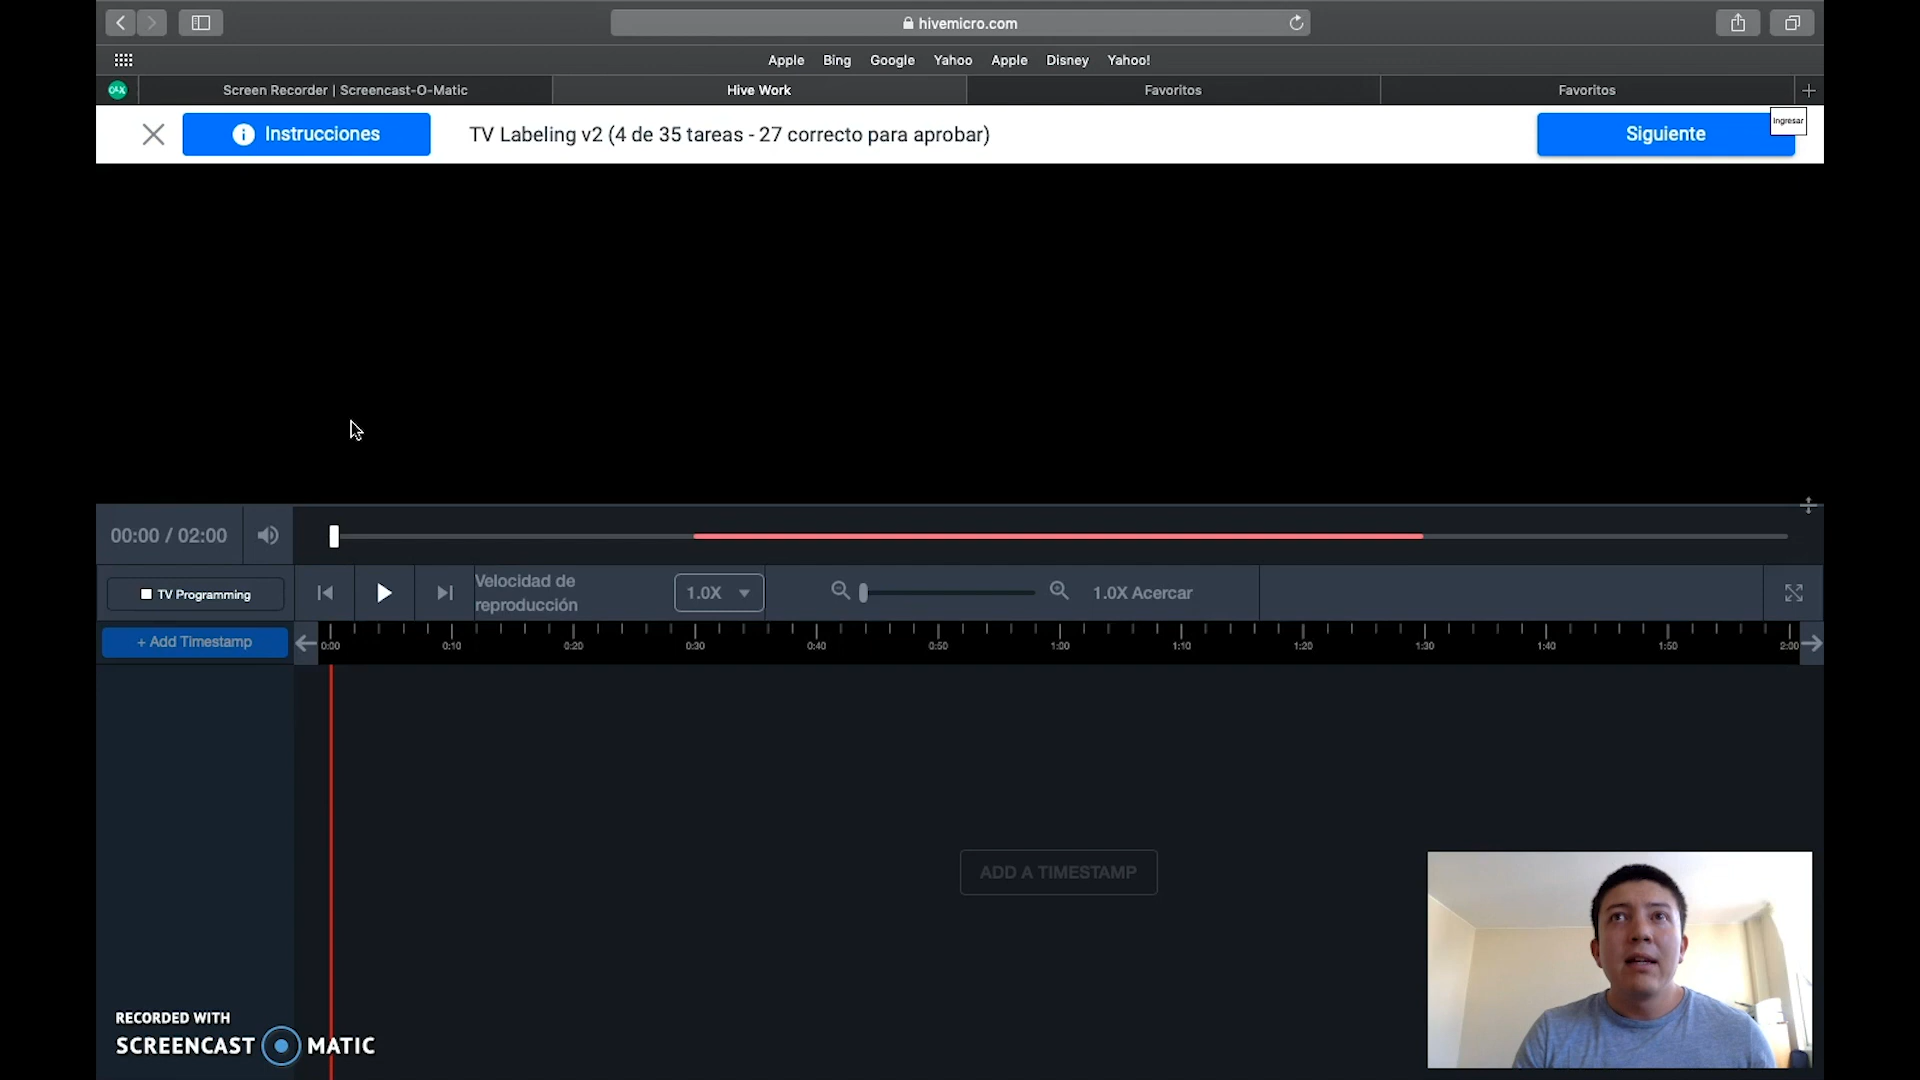 hivemicro.com
Apple Bing Google Yahoo Apple Disney Yahoo!
Screen Recorder | Screencast-O-Matic
Hive Work
Favoritos
Favoritos
Instrucciones
TV Labeling v2 (4 de 35 tareas - 27 correcto para aprobar)
Siguiente
Ingresar
00:00 / 02:00
TV Programming
Velocidad de
reproducción
1.0X
1.0X Acercar
+ Add Timestamp
0:00 0:10 0:20 0:30 0:40 0:50 1:00 1:10 1:20 1:30 1:40 1:50 2:00
ADD A TIMESTAMP
RECORDED WITH
SCREENCAST MATIC